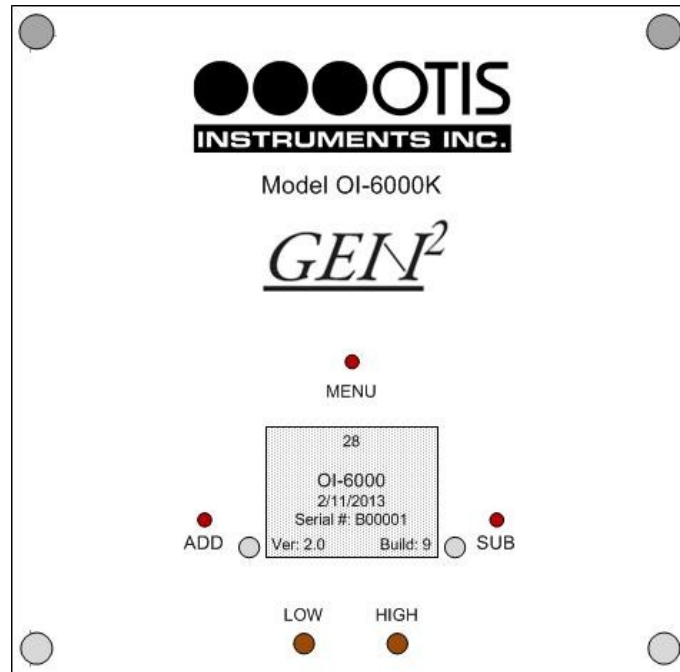 OTIS
INSTRUMENTS INC.
Model OI-6000K
GEN²
MENU
28
OI-6000
2/11/2013
Serial #: B00001
Ver: 2.0 Build: 9
ADD
SUB
LOW HIGH